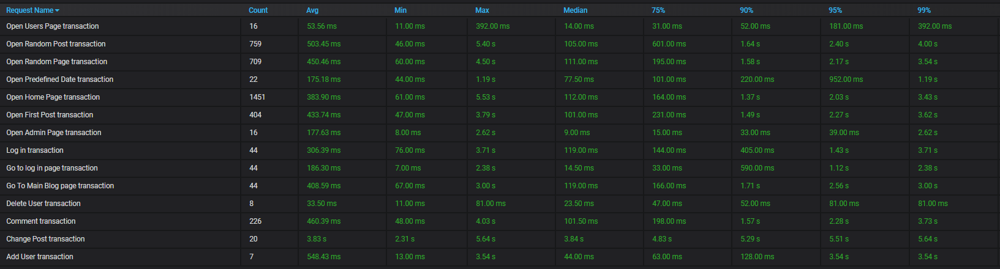 Request Name Count Avg Min Max Median 75% 90% 95% 99%
Open Users Page transaction 16 53.56 ms 11.00 ms 392.00 ms 14.00 ms 31.00 ms 52.00 ms 181.00 ms 392.00 ms
Open Random Post transaction 759 503.45 ms 46.00 ms 5.40 s 105.00 ms 601.00 ms 1.64 s 2.40 s 4.00 s
Open Random Page transaction 709 450.46 ms 60.00 ms 4.50 s 111.00 ms 195.00 ms 1.58 s 2.17 s 3.54 s
Open Predefined Date transaction 22 175.18 ms 44.00 ms 1.19 s 77.50 ms 101.00 ms 220.00 ms 952.00 ms 1.19 s
Open Home Page transaction 1451 383.90 ms 61.00 ms 5.53 s 112.00 ms 164.00 ms 1.37 s 2.03 s 3.43 s
Open First Post transaction 404 433.74 ms 47.00 ms 3.79 s 101.00 ms 231.00 ms 1.49 s 2.27 s 3.62 s
Open Admin Page transaction 16 177.63 ms 8.00 ms 2.62 s 9.00 ms 15.00 ms 33.00 ms 39.00 ms 2.62 s
Log in transaction 44 306.39 ms 76.00 ms 3.71 s 119.00 ms 144.00 ms 405.00 ms 1.43 s 3.71 s
Go to log in page transaction 44 186.30 ms 7.00 ms 2.38 s 14.50 ms 33.00 ms 590.00 ms 1.12 s 2.38 s
Go To Main Blog page transaction 44 408.59 ms 67.00 ms 3.00 s 119.00 ms 166.00 ms 1.71 s 2.56 s 3.00 s
Delete User transaction 8 33.50 ms 11.00 ms 81.00 ms 23.50 ms 47.00 ms 52.00 ms 81.00 ms 81.00 ms
Comment transaction 226 460.39 ms 48.00 ms 4.03 s 101.50 ms 198.00 ms 1.57 s 2.28 s 3.73 s
Change Post transaction 20 3.83 s 2.31 s 5.64 s 3.84 s 4.83 s 5.29 s 5.51 s 5.64 s
Add User transaction 7 548.43 ms 13.00 ms 3.54 s 44.00 ms 63.00 ms 128.00 ms 3.54 s 3.54 s